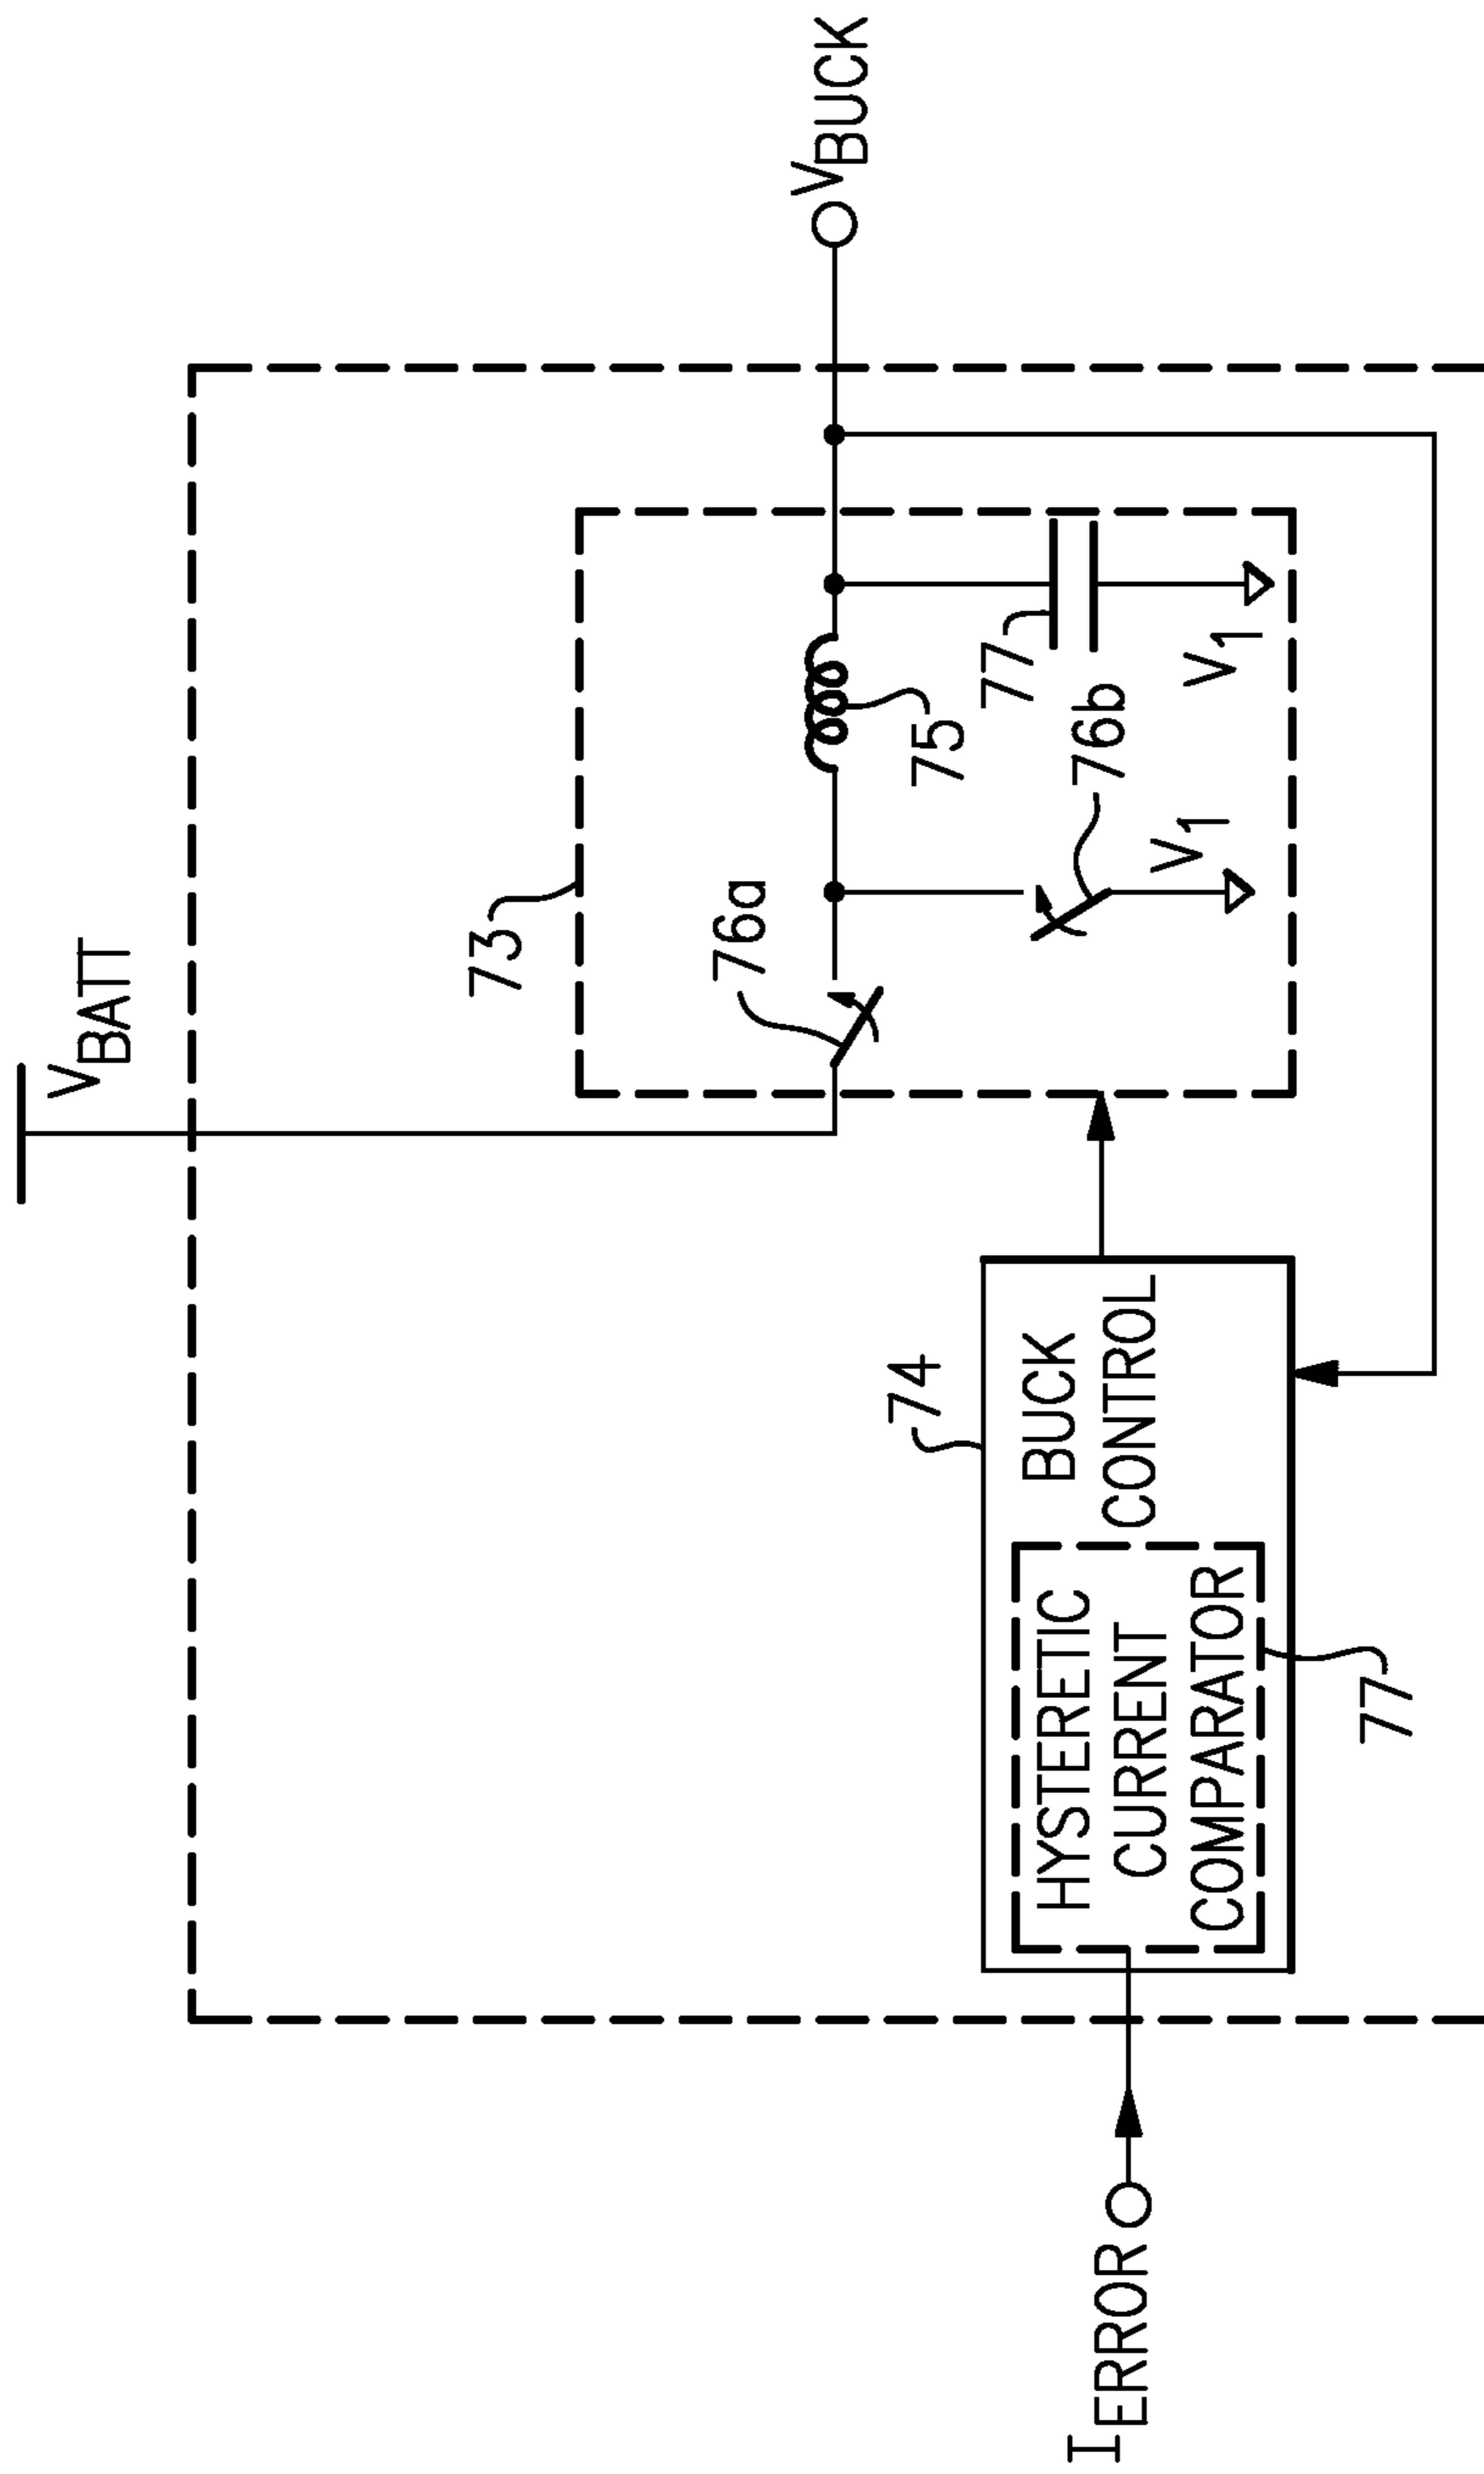 VBATT
VBUCK
73
76a
75
77
76b
V1
V1
74
BUCK
CONTROL
HYSTERETIC
CURRENT
COMPARATOR
77
IERROR